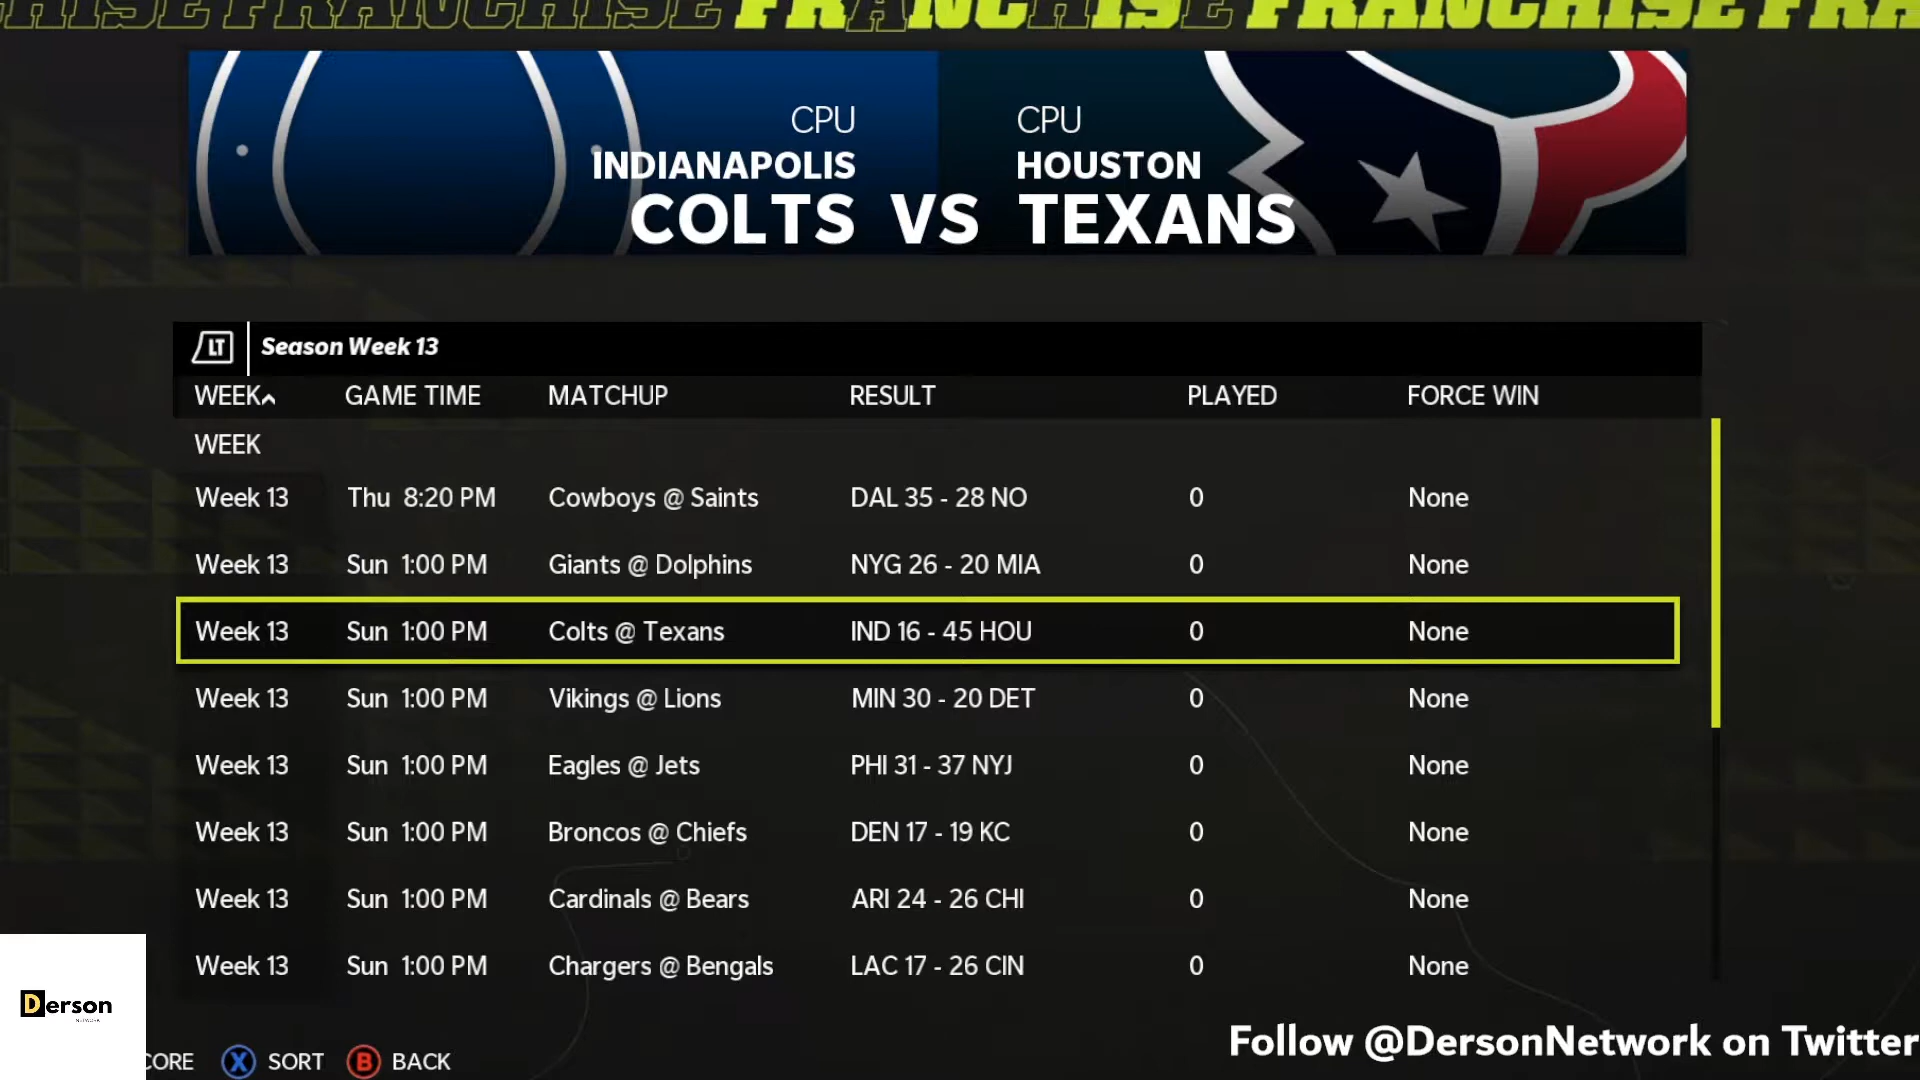 HISE FRANCHISE FRANCHISE FRANCHISE FRA
CPU
INDIANAPOLIS
COLTS VS
CPU
HOUSTON
TEXANS
LT Season Week 13
WEEK GAME TIME MATCHUP RESULT PLAYED FORCE WIN
WEEK
Week 13 Thu 8:20 PM Cowboys @ Saints DAL 35 - 28 NO 0 None
Week 13 Sun 1:00 PM Giants @ Dolphins NYG 26 - 20 MIA 0 None
Week 13 Sun 1:00 PM Colts @ Texans IND 16 - 45 HOU 0 None
Week 13 Sun 1:00 PM Vikings @ Lions MIN 30 - 20 DET 0 None
Week 13 Sun 1:00 PM Eagles @ Jets PHI 31 - 37 NYJ 0 None
Week 13 Sun 1:00 PM Broncos @ Chiefs DEN 17 - 19 KC 0 None
Week 13 Sun 1:00 PM Cardinals @ Bears ARI 24 - 26 CHI 0 None
Week 13 Sun 1:00 PM Chargers @ Bengals LAC 17 - 26 CIN 0 None
Derson
NETWORK
Follow @DersonNetwork on Twitter
CORE X SORT B BACK